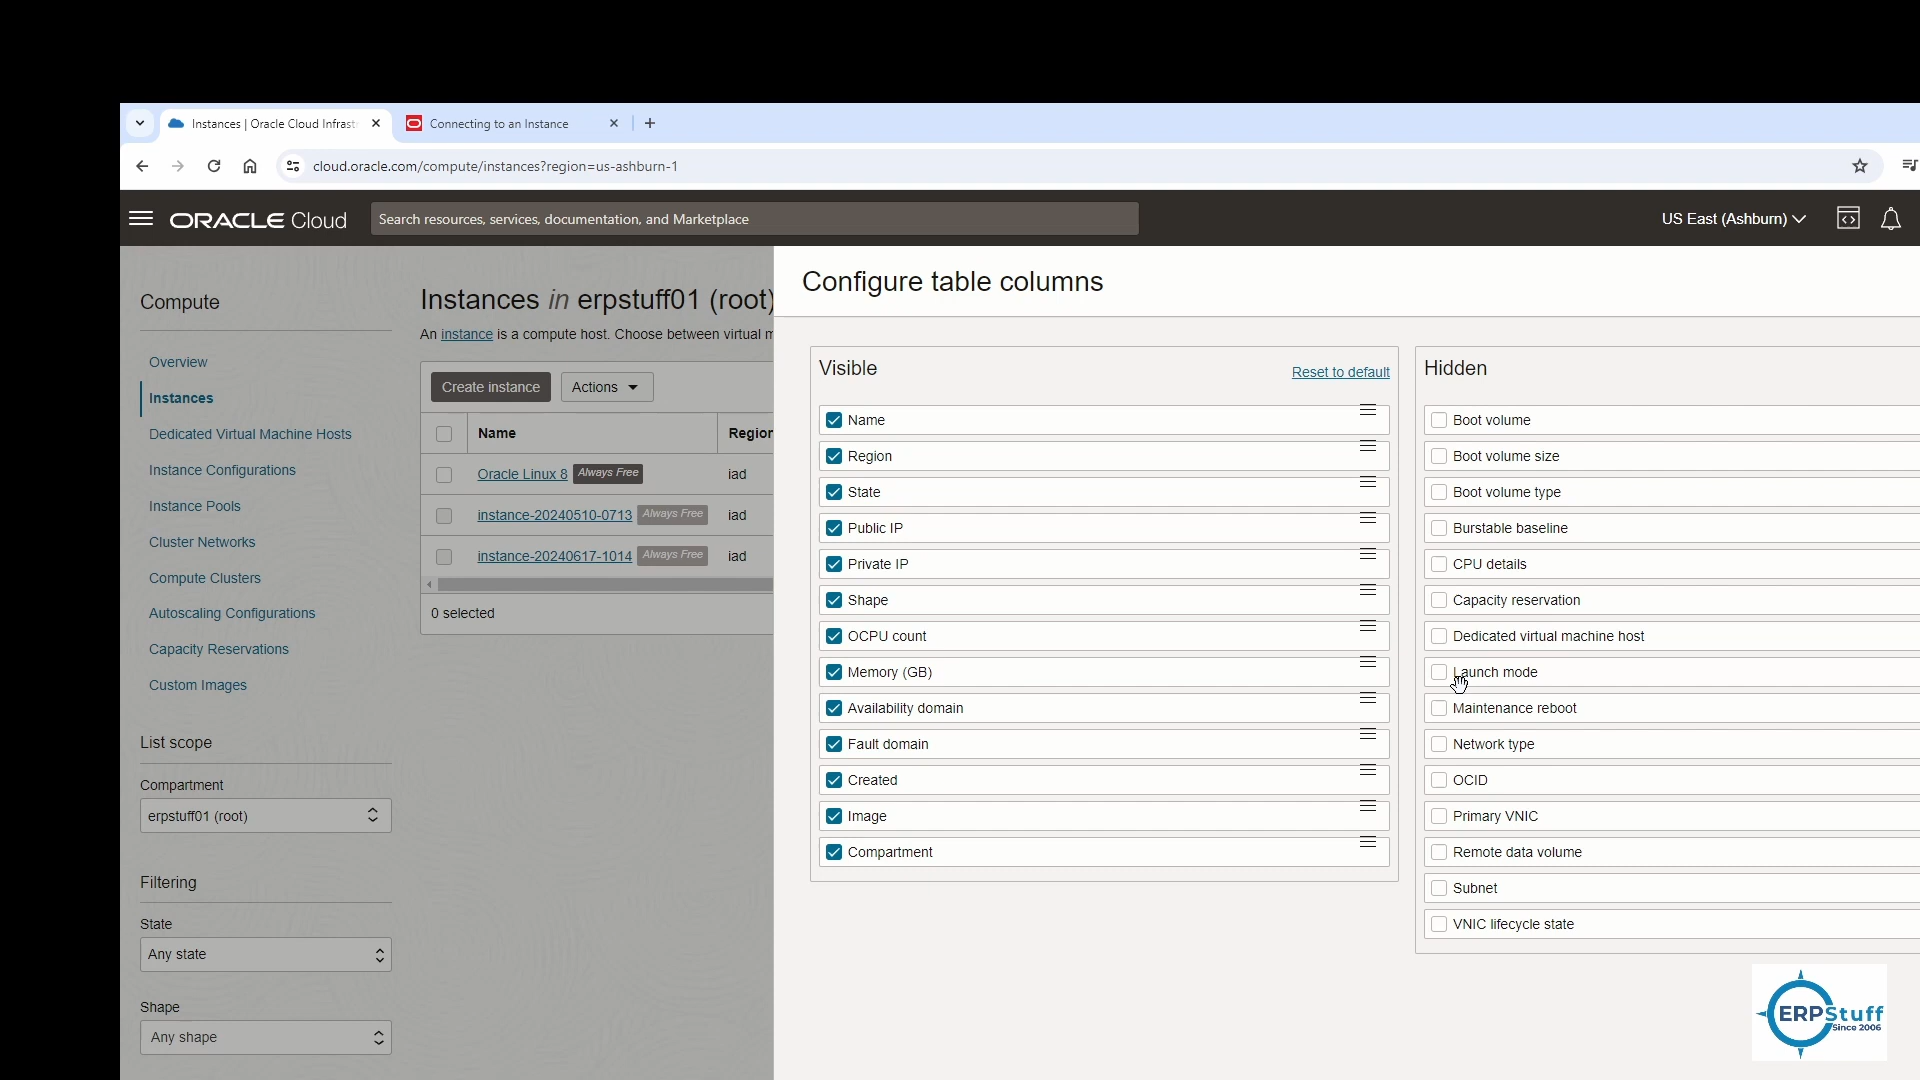 Instances | Oracle Cloud Infrast
Connecting to an Instance
cloud.oracle.com/compute/instances?region=us-ashburn-1
ORACLE Cloud
Search resources, services, documentation, and Marketplace
US East (Ashburn)
Compute
Overview
Instances
Dedicated Virtual Machine Hosts
Instance Configurations
Instance Pools
Cluster Networks
Compute Clusters
Autoscaling Configurations
Capacity Reservations
Custom Images
List scope
Compartment
erpstuff01 (root)
Filtering
State
Any state
Shape
Any shape
Instances in erpstuff01 (root)
An instance is a compute host. Choose between virtual m
Create instance
Actions
Name Region
Oracle Linux 8 Always Free iad
instance-20240510-0713 Always Free iad
instance-20240617-1014 Always Free iad
0 selected
Configure table columns
Visible
Reset to default
Name
Region
State
Public IP
Private IP
Shape
OCPU count
Memory (GB)
Availability domain
Fault domain
Created
Image
Compartment
Hidden
Boot volume
Boot volume size
Boot volume type
Burstable baseline
CPU details
Capacity reservation
Dedicated virtual machine host
Launch mode
Maintenance reboot
Network type
OCID
Primary VNIC
Remote data volume
Subnet
VNIC lifecycle state
ERPStuff
Since 2006